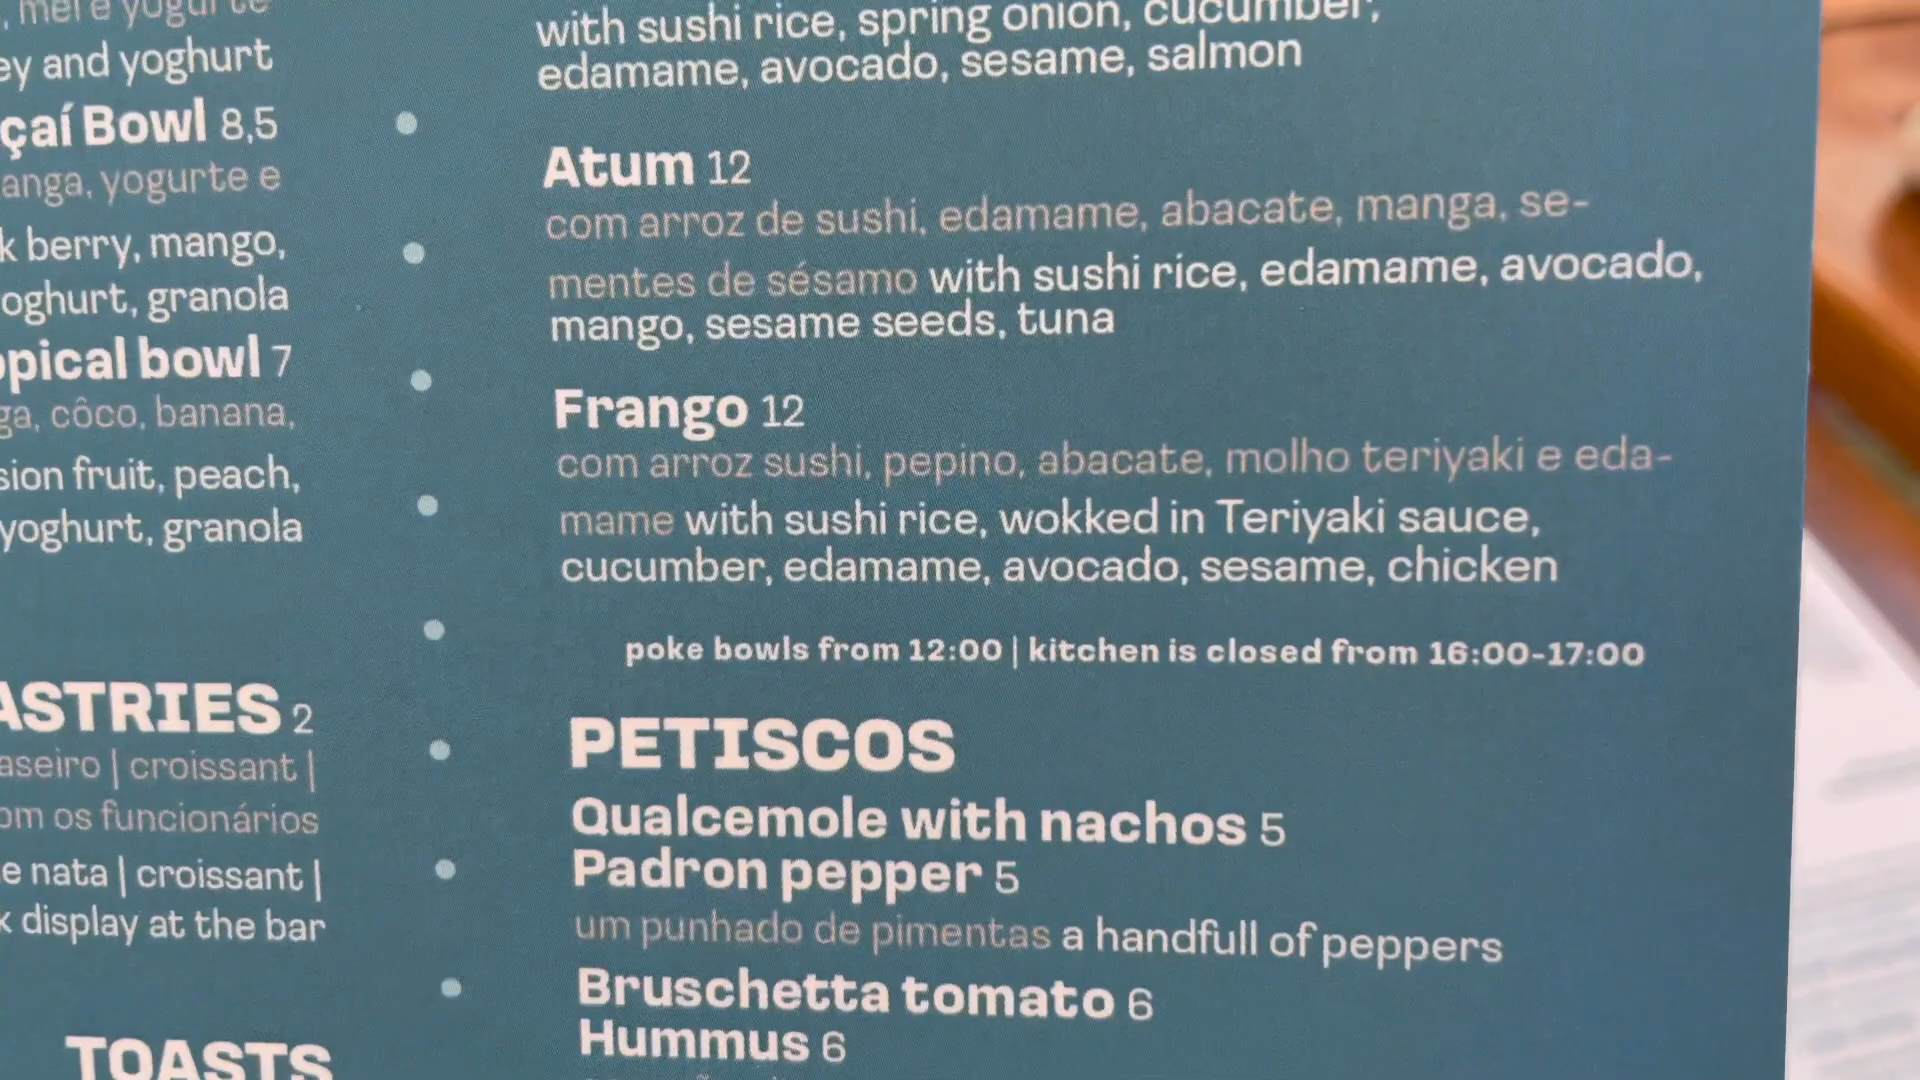 mel e yogurte
ey and yoghurt
çaí Bowl 8,5
anga, yogurte e
k berry, mango,
oghurt, granola
opical bowl 7
ga, côco, banana,
sion fruit, peach,
yoghurt, granola
ASTRIES 2
aseiro | croissant |
om os funcionários
e nata | croissant |
k display at the bar
TOASTS
with sushi rice, spring onion, cucumber,
edamame, avocado, sesame, salmon
Atum 12
com arroz de sushi, edamame, abacate, manga, se-
mentes de sésamo with sushi rice, edamame, avocado,
mango, sesame seeds, tuna
Frango 12
com arroz sushi, pepino, abacate, molho teriyaki e eda-
mame with sushi rice, wokked in Teriyaki sauce,
cucumber, edamame, avocado, sesame, chicken
poke bowls from 12:00 | kitchen is closed from 16:00-17:00
PETISCOS
Qualcemole with nachos 5
Padron pepper 5
um punhado de pimentas a handfull of peppers
Bruschetta tomato 6
Hummus 6